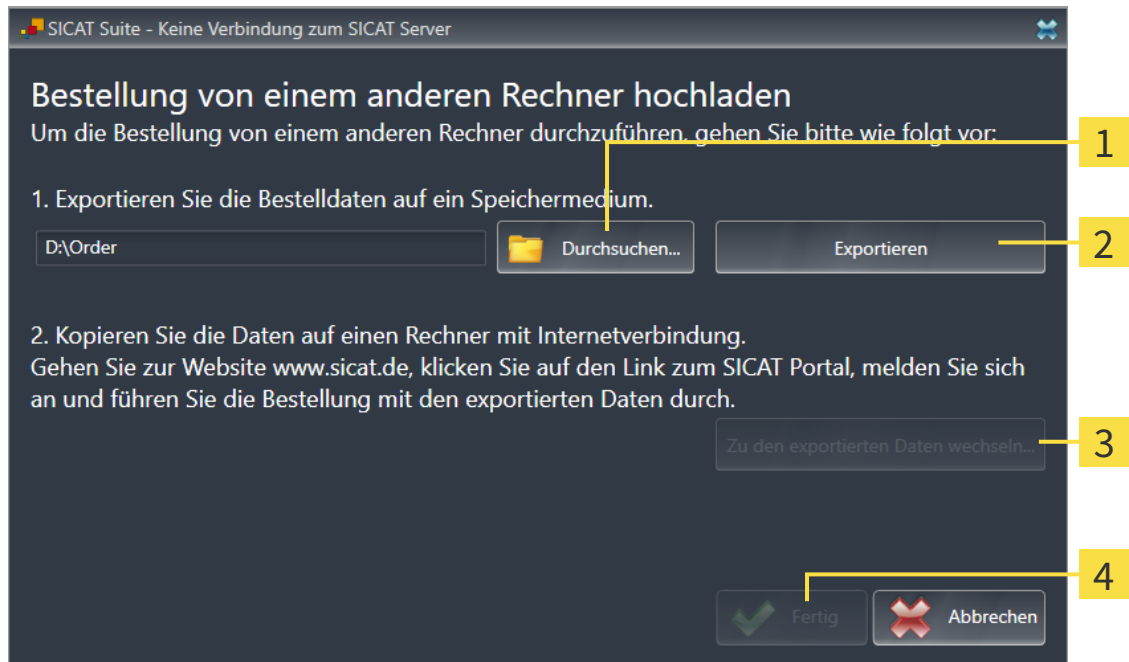 SICAT Suite - Keine Verbindung zum SICAT Server
Bestellung von einem anderen Rechner hochladen
Um die Bestellung von einem anderen Rechner durchzuführen, gehen Sie bitte wie folgt vor:
1
1. Exportieren Sie die Bestelldaten auf ein Speichermedium.
D:\Order
Durchsuchen...
Exportieren
2
2. Kopieren Sie die Daten auf einen Rechner mit Internetverbindung.
Gehen Sie zur Website www.sicat.de, klicken Sie auf den Link zum SICAT Portal, melden Sie sich
an und führen Sie die Bestellung mit den exportierten Daten durch.
Zu den exportierten Daten wechseln...
3
4
Fertig
Abbrechen